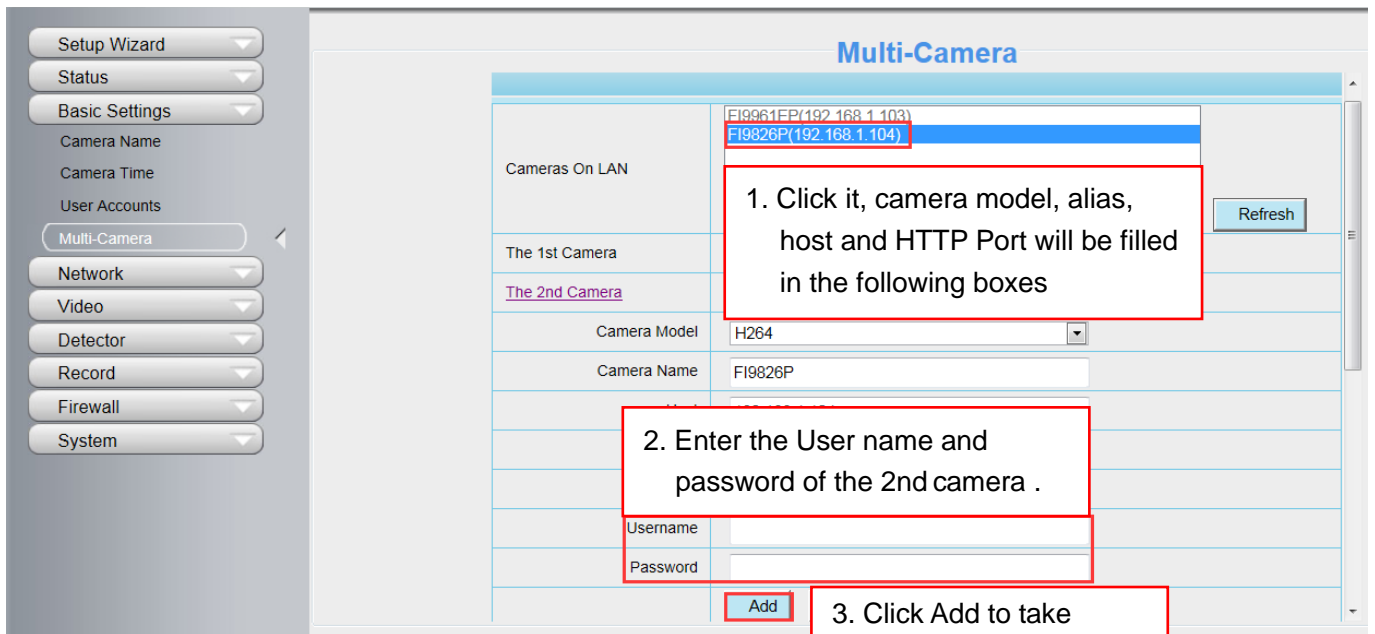 Setup Wizard
Status
Basic Settings
Camera Name
Camera Time
User Accounts
Multi-Camera
Network
Video
Detector
Record
Firewall
System
Multi-Camera
Cameras On LAN
FI9961EP(192.168.1.103)
FI9826P(192.168.1.104)
1. Click it, camera model, alias,
host and HTTP Port will be filled
in the following boxes
Refresh
The 1st Camera
The 2nd Camera
Camera Model
H264
Camera Name
FI9826P
2. Enter the User name and
password of the 2nd camera .
Username
Password
Add
3. Click Add to take